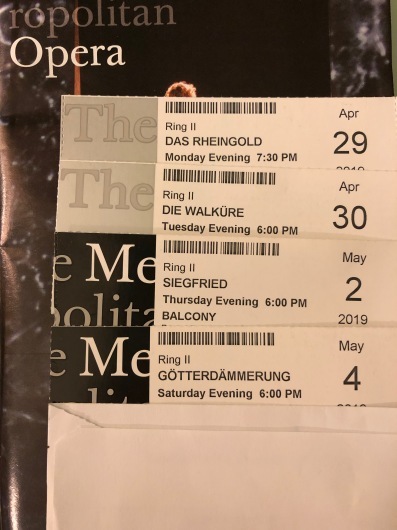 ropolitan
Opera
The
Ring II
DAS RHEINGOLD
Monday Evening 7:30 PM
Apr
29
2019
The
Ring II
DIE WALKÜRE
Tuesday Evening 6:00 PM
Apr
30
e Me
politan
Ring II
SIEGFRIED
Thursday Evening 6:00 PM
BALCONY
May
2
2019
e Me
Ring II
GÖTTERDÄMMERUNG
Saturday Evening 6:00 PM
May
4